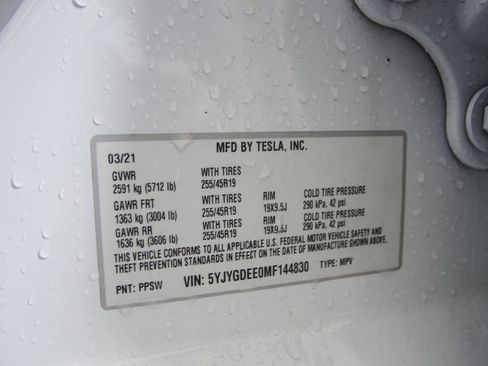 MFD BY TESLA, INC.
03/21
GVWR WITH TIRES
2591 kg (5712 lb) 255/45R19
GAWR FRT WITH TIRES RIM COLD TIRE PRESSURE
1363 kg (3004 lb) 255/45R19 19X9.5J 290 kPa, 42 psi
GAWR RR WITH TIRES RIM COLD TIRE PRESSURE
1636 kg (3606 lb) 255/45R19 19X9.5J 290 kPa, 42 psi
THIS VEHICLE CONFORMS TO ALL APPLICABLE U.S. FEDERAL MOTOR VEHICLE SAFETY AND
THEFT PREVENTION STANDARDS IN EFFECT ON THE DATE OF MANUFACTURE SHOWN ABOVE.
PNT: PPSW VIN: 5YJYGDEE0MF144830 TYPE: MPV